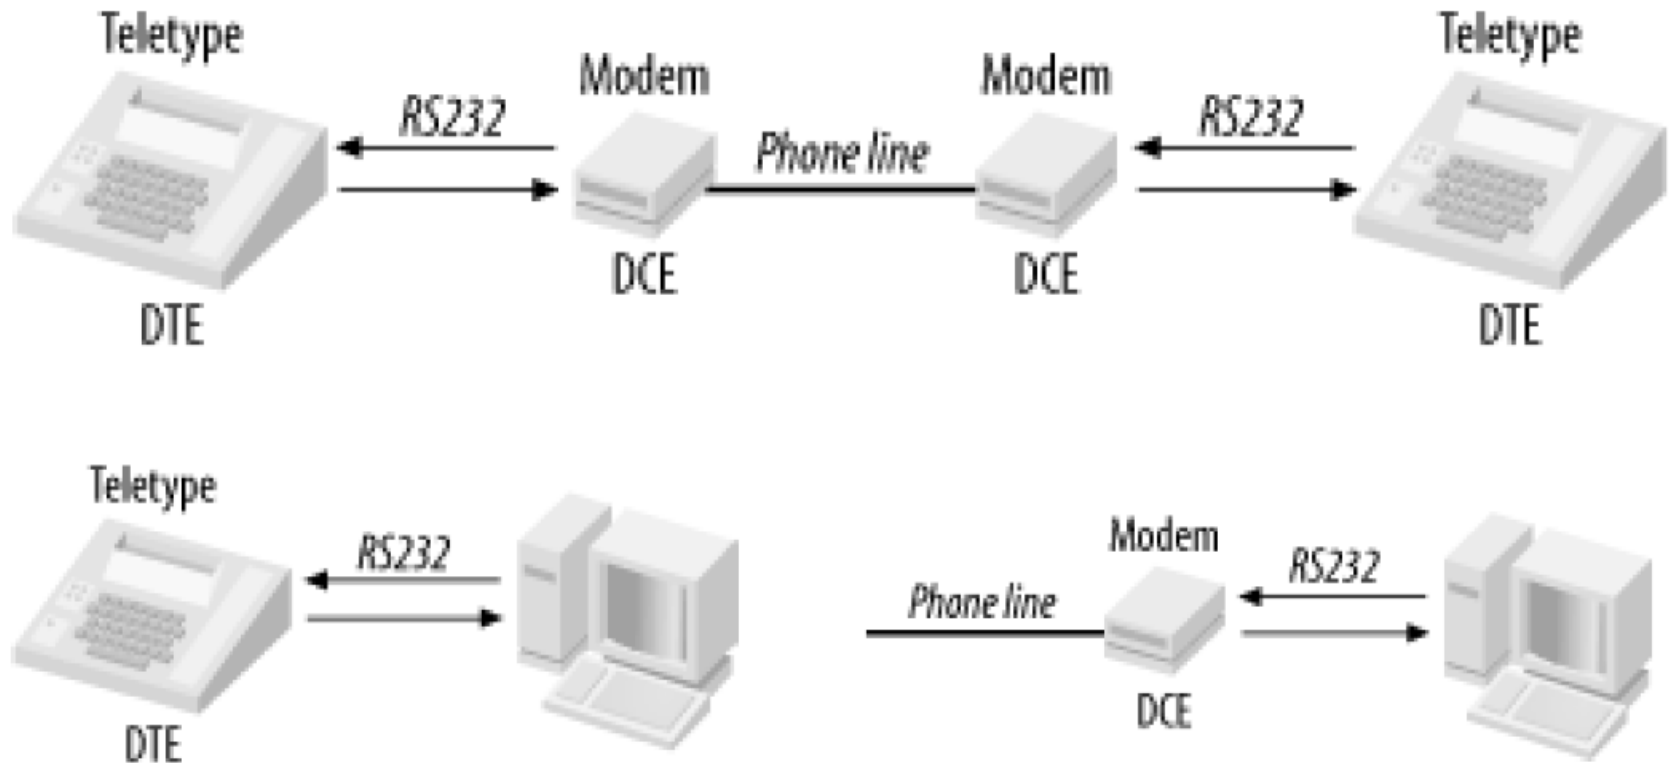 Teletype
Modem
Modem
Teletype
RS232
Phone line
RS232
DCE
DCE
DTE
DTE
Teletype
RS232
Modem
RS232
Phone line
DCE
DTE